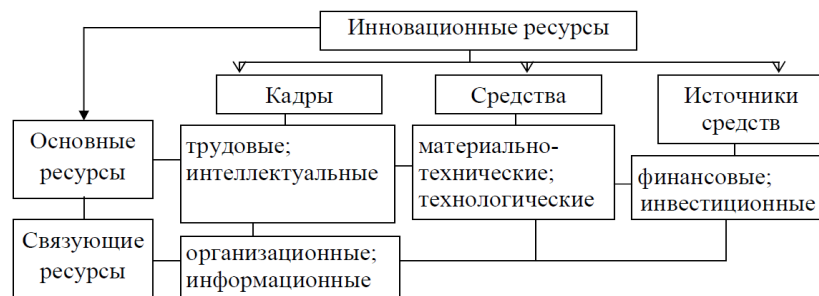 Инновационные ресурсы
Кадры
Средства
Источники
средств
Основные
ресурсы
трудовые;
интеллектуальные
материально-
технические;
технологические
финансовые;
инвестиционные
Связующие
ресурсы
организационные;
информационные